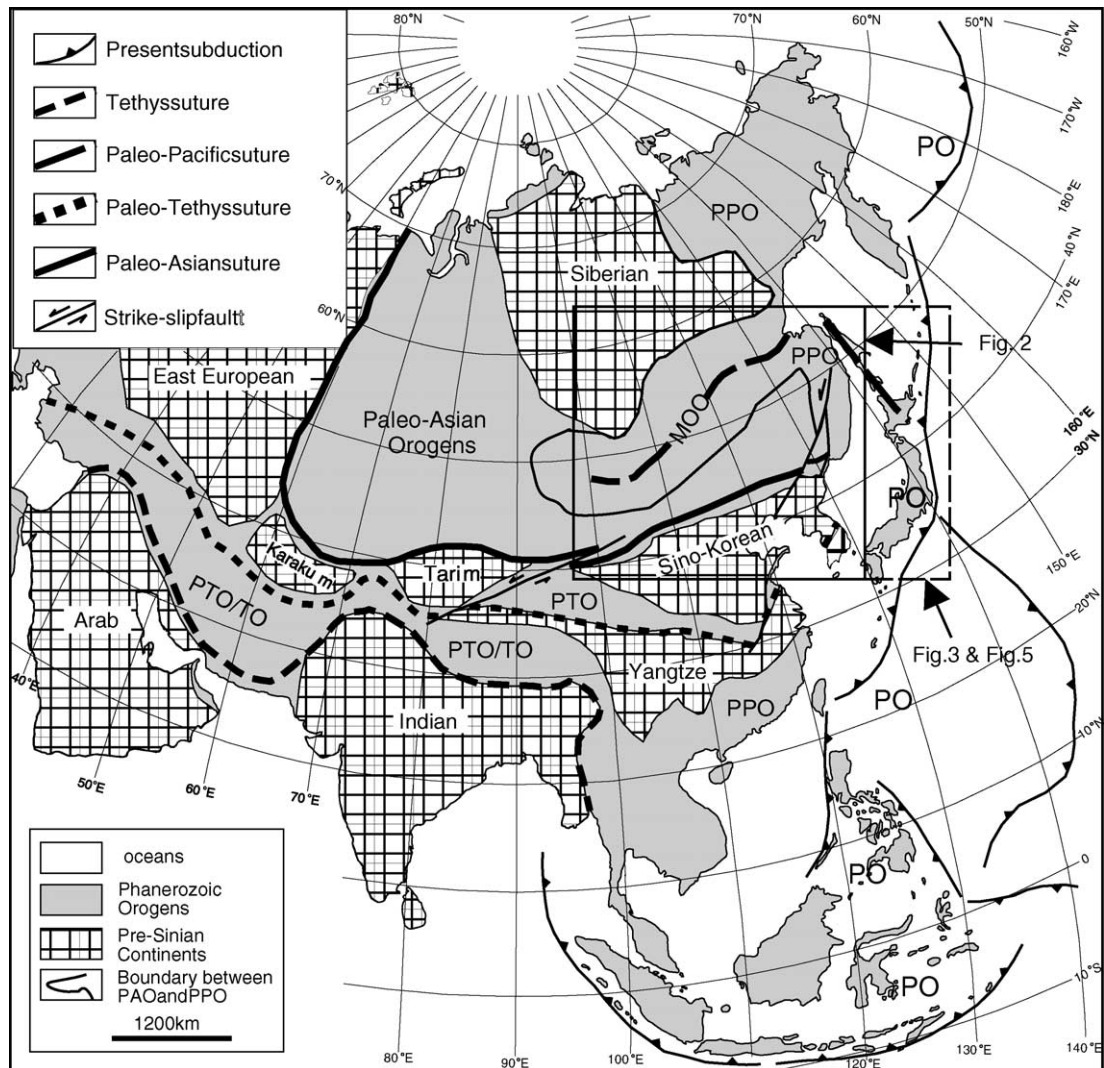 80°N
70°N
60°N
50°N
160°W
170°W
180°E
170°E
40°N
160°E
30°N
150°E
20°N
10°N
0
10°S
140°E
130°E
120°E
110°E
100°E
90°E
80°E
70°E
60°E
50°E
40°E
60°N
70°N
Presentsubduction
Tethyssuture
Paleo-Pacificsuture
Paleo-Tethyssuture
Paleo-Asiansuture
Strike-slipfaultt
PO
PPO
Siberian
Fig. 2
East European
PPO
Paleo-Asian
Orogens
MOO
PO
Karaku m
Tarim
Sino-Korean
PTO/TO
PTO
Arab
PTO/TO
Yangtze
Fig.3 & Fig.5
PPO
PO
Indian
PO
PO
oceans
Phanerozoic
Orogens
Pre-Sinian
Continents
Boundary between
PAOandPPO
1200km